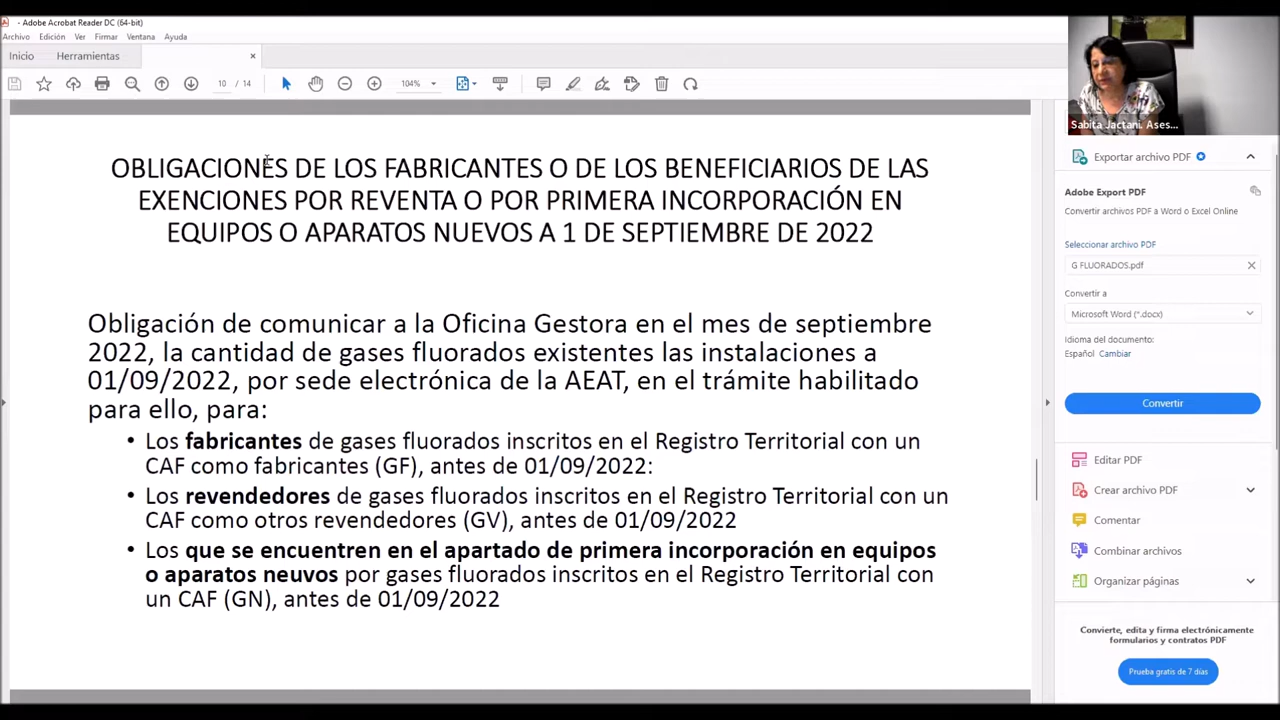 - Adobe Acrobat Reader DC (64-bit)
Archivo Edición Ver Firmar Ventana Ayuda
Inicio Herramientas
10 / 14
104%
Sabita Jactani. Ases...
OBLIGACIONES DE LOS FABRICANTES O DE LOS BENEFICIARIOS DE LAS
EXENCIONES POR REVENTA O POR PRIMERA INCORPORACIÓN EN
EQUIPOS O APARATOS NUEVOS A 1 DE SEPTIEMBRE DE 2022
Obligación de comunicar a la Oficina Gestora en el mes de septiembre
2022, la cantidad de gases fluorados existentes las instalaciones a
01/09/2022, por sede electrónica de la AEAT, en el trámite habilitado
para ello, para:
• Los fabricantes de gases fluorados inscritos en el Registro Territorial con un
CAF como fabricantes (GF), antes de 01/09/2022:
• Los revendedores de gases fluorados inscritos en el Registro Territorial con un
CAF como otros revendedores (GV), antes de 01/09/2022
• Los que se encuentren en el apartado de primera incorporación en equipos
o aparatos neuvos por gases fluorados inscritos en el Registro Territorial con
un CAF (GN), antes de 01/09/2022
Exportar archivo PDF
Adobe Export PDF
Convertir archivos PDF a Word o Excel Online
Seleccionar archivo PDF
G FLUORADOS.pdf
Convertir a
Microsoft Word (*.docx)
Idioma del documento:
Español Cambiar
Convertir
Editar PDF
Crear archivo PDF
Comentar
Combinar archivos
Organizar páginas
Convierte, edita y firma electrónicamente
formularios y contratos PDF
Prueba gratis de 7 días